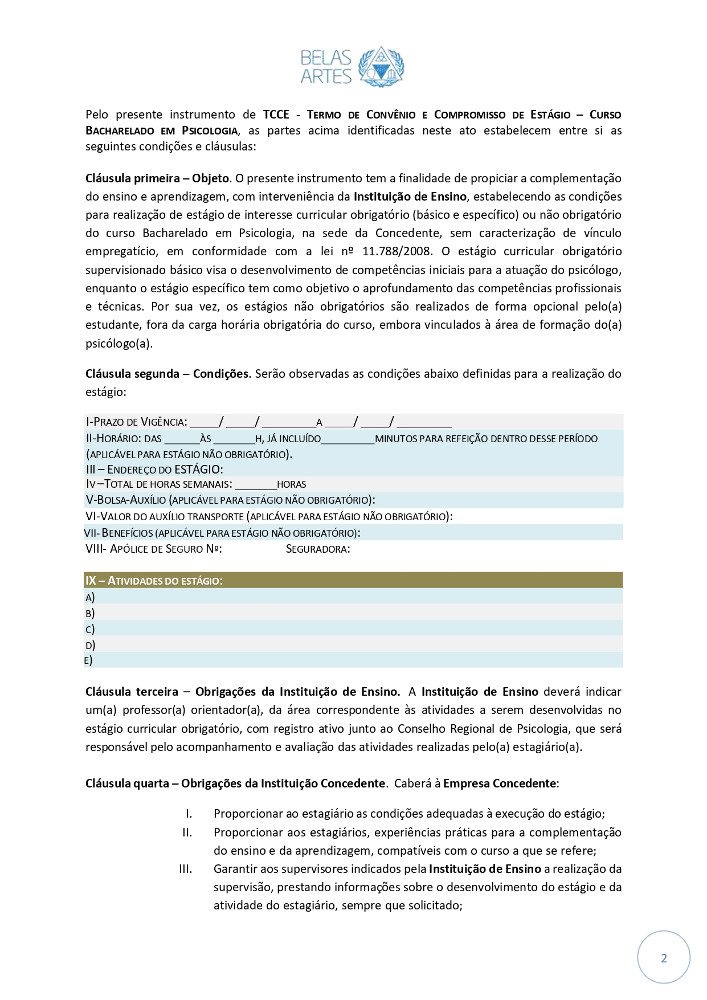 BELAS
ARTES
Pelo presente instrumento de TCCE - TERMO DE CONVÊNIO E COMPROMISSO DE ESTÁGIO – CURSO
BACHARELADO EM PSICOLOGIA, as partes acima identificadas neste ato estabelecem entre si as
seguintes condições e cláusulas:
Cláusula primeira – Objeto. O presente instrumento tem a finalidade de propiciar a complementação
do ensino e aprendizagem, com interveniência da Instituição de Ensino, estabelecendo as condições
para realização de estágio de interesse curricular obrigatório (básico e específico) ou não obrigatório
do curso Bacharelado em Psicologia, na sede da Concedente, sem caracterização de vínculo
empregatício, em conformidade com a lei nº 11.788/2008. O estágio curricular obrigatório
supervisionado básico visa o desenvolvimento de competências iniciais para a atuação do psicólogo,
enquanto o estágio específico tem como objetivo o aprofundamento das competências profissionais
e técnicas. Por sua vez, os estágios não obrigatórios são realizados de forma opcional pelo(a)
estudante, fora da carga horária obrigatória do curso, embora vinculados à área de formação do(a)
psicólogo(a).
Cláusula segunda – Condições. Serão observadas as condições abaixo definidas para a realização do
estágio:
I-PRAZO DE VIGÊNCIA: _____/ _____/ _________A _____/ _____/ _________
II-HORÁRIO: DAS ______ÀS _______H, JÁ INCLUÍDO_________MINUTOS PARA REFEIÇÃO DENTRO DESSE PERÍODO
(APLICÁVEL PARA ESTÁGIO NÃO OBRIGATÓRIO).
III – ENDEREÇO DO ESTÁGIO:
IV –TOTAL DE HORAS SEMANAIS: _______HORAS
V-BOLSA-AUXÍLIO (APLICÁVEL PARA ESTÁGIO NÃO OBRIGATÓRIO):
VI-VALOR DO AUXÍLIO TRANSPORTE (APLICÁVEL PARA ESTÁGIO NÃO OBRIGATÓRIO):
VII- BENEFÍCIOS (APLICÁVEL PARA ESTÁGIO NÃO OBRIGATÓRIO):
VIII- APÓLICE DE SEGURO Nº: SEGURADORA:
IX – ATIVIDADES DO ESTÁGIO:
A)
B)
C)
D)
E)
Cláusula terceira – Obrigações da Instituição de Ensino. A Instituição de Ensino deverá indicar
um(a) professor(a) orientador(a), da área correspondente às atividades a serem desenvolvidas no
estágio curricular obrigatório, com registro ativo junto ao Conselho Regional de Psicologia, que será
responsável pelo acompanhamento e avaliação das atividades realizadas pelo(a) estagiário(a).
Cláusula quarta – Obrigações da Instituição Concedente. Caberá à Empresa Concedente:
I. Proporcionar ao estagiário as condições adequadas à execução do estágio;
II. Proporcionar aos estagiários, experiências práticas para a complementação
do ensino e da aprendizagem, compatíveis com o curso a que se refere;
III. Garantir aos supervisores indicados pela Instituição de Ensino a realização da
supervisão, prestando informações sobre o desenvolvimento do estágio e da
atividade do estagiário, sempre que solicitado;
2